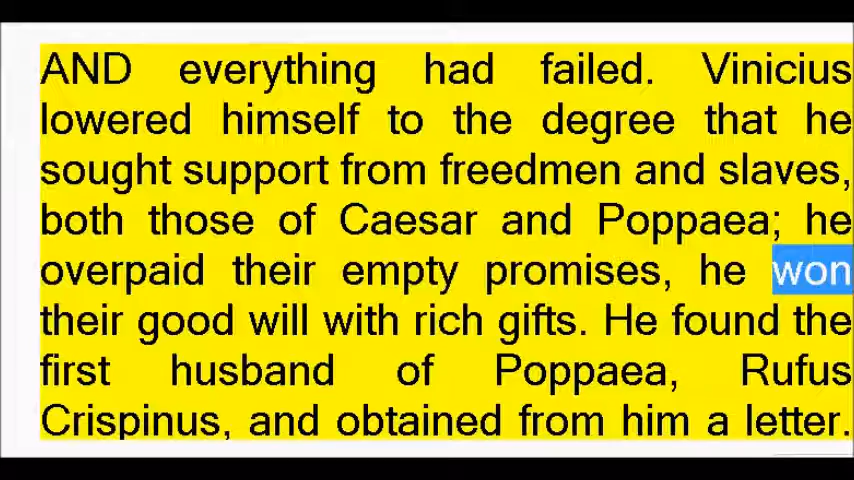 AND everything had failed. Vinicius
lowered himself to the degree that he
sought support from freedmen and slaves,
both those of Caesar and Poppaea; he
overpaid their empty promises, he won
their good will with rich gifts. He found the
first husband of Poppaea, Rufus
Crispinus, and obtained from him a letter.